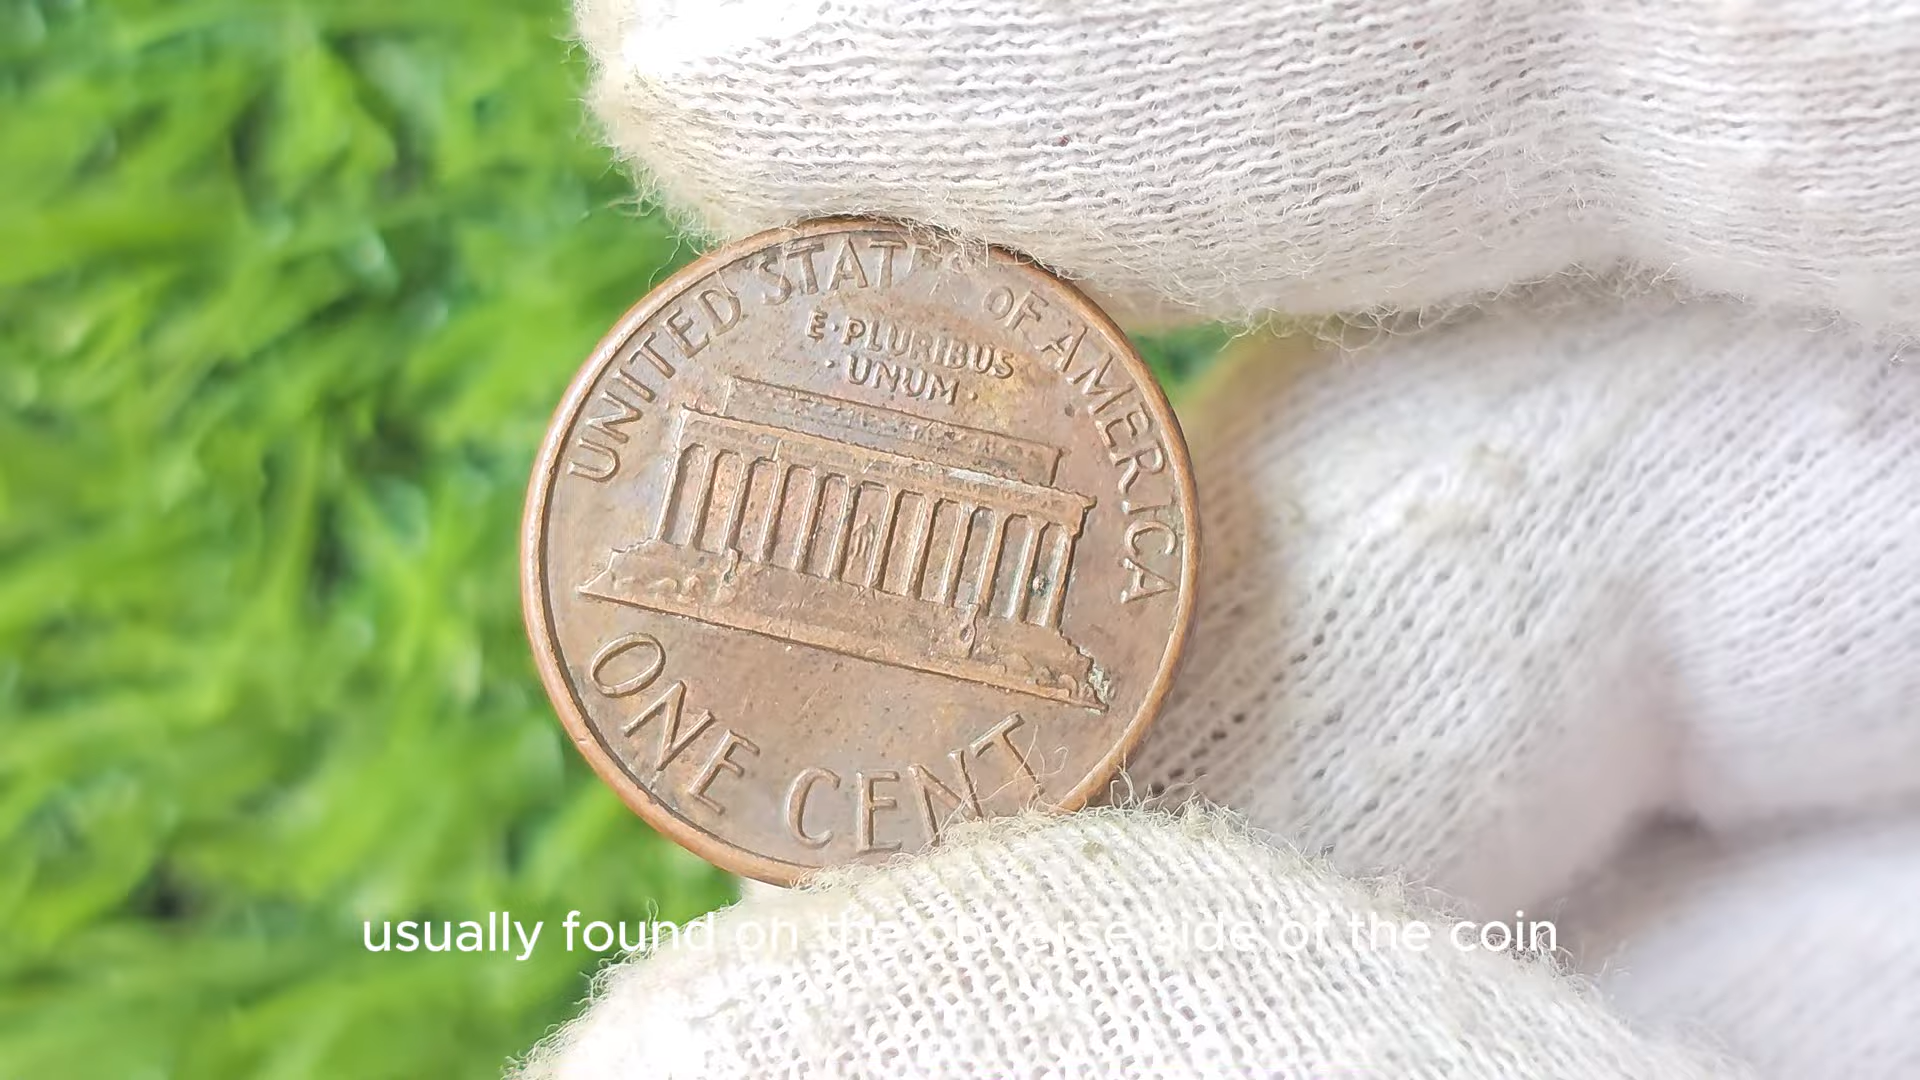 UNITED STAT OF AMERICA
E·PLURIBUS
·UNUM·
ONE CENT
usually found on the obverse side of the coin